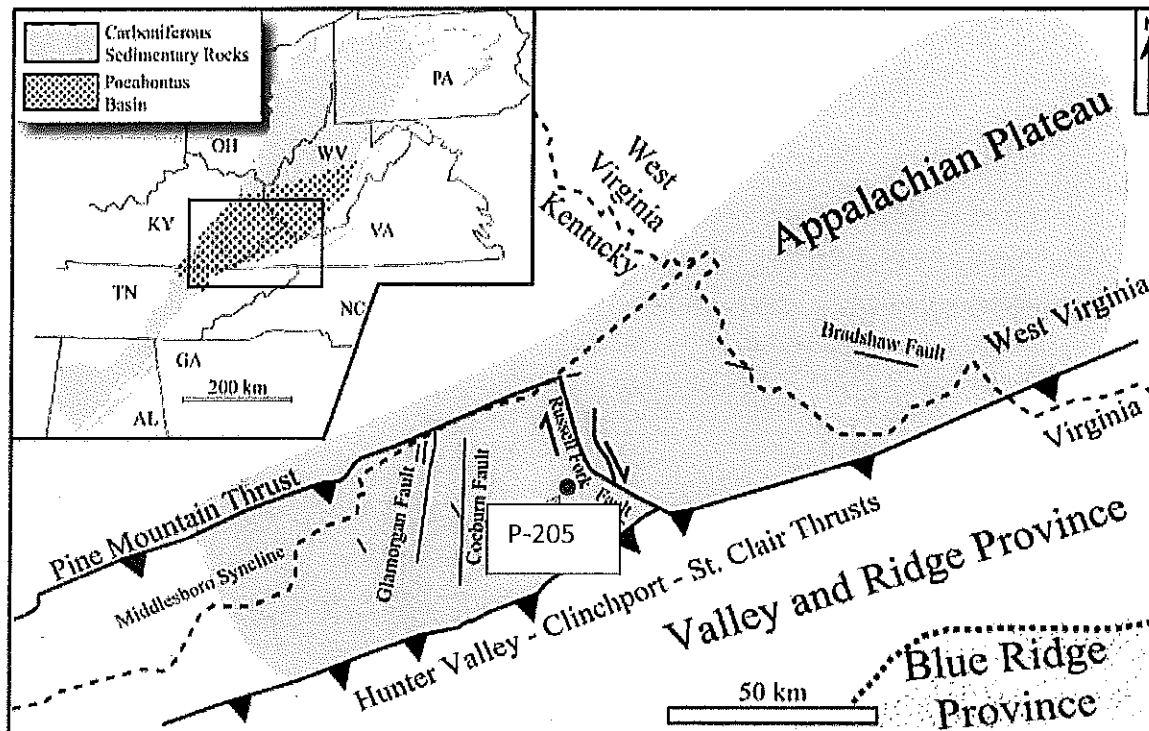 Carboniferous
Sedimentary Rocks
Pocahontas
Basin
PA
OH
WV
KY
VA
TN
NC
GA
200 km
AL
West
Virginia
Kentucky
Appalachian Plateau
Bradshaw Fault
West Virginia
Virginia
Russell Fork
Fault
Pine Mountain Thrust
Glamorgan Fault
Coeburn Fault
P-205
Middlesboro Syncline
Hunter Valley - Clinchport - St. Clair Thrusts
Valley and Ridge Province
Blue Ridge
Province
50 km